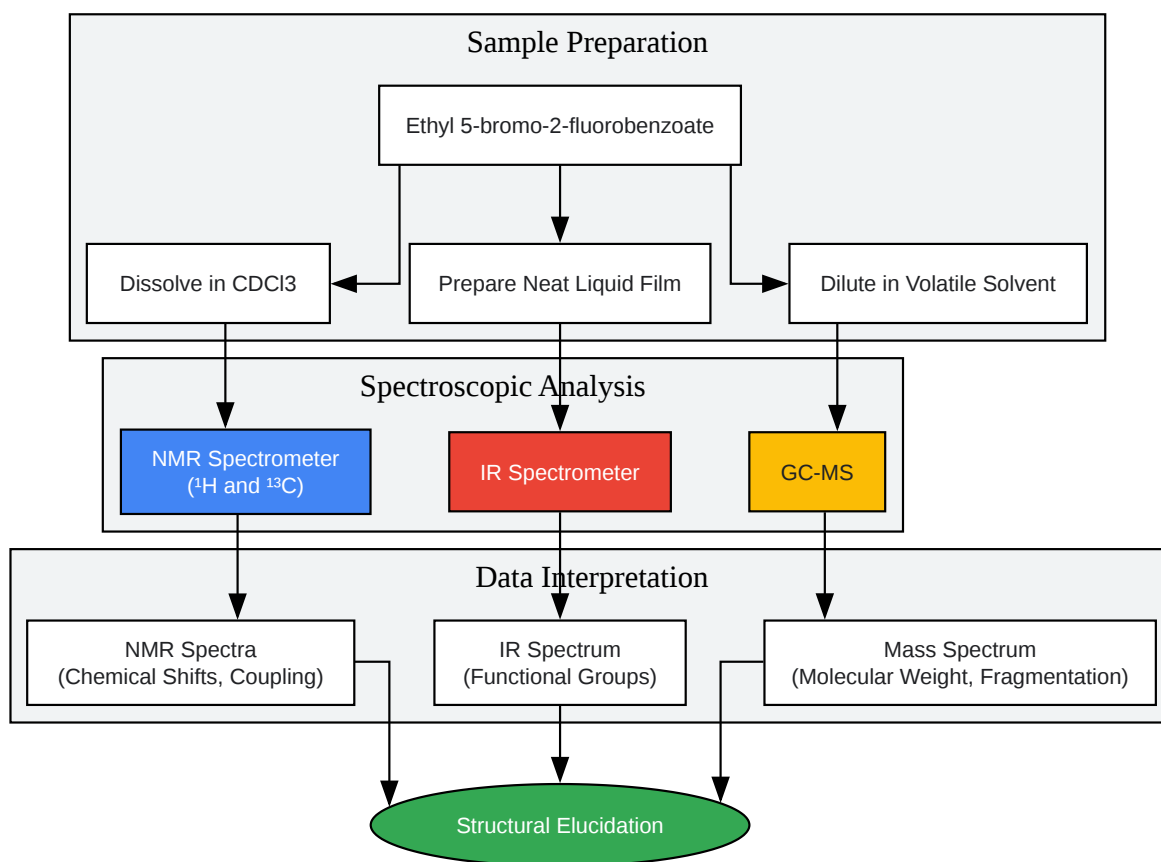 Sample Preparation
Ethyl 5-bromo-2-fluorobenzoate
Dissolve in CDCl3
Prepare Neat Liquid Film
Dilute in Volatile Solvent
Spectroscopic Analysis
NMR Spectrometer
(¹H and ¹³C)
IR Spectrometer
GC-MS
Data Interpretation
NMR Spectra
(Chemical Shifts, Coupling)
IR Spectrum
(Functional Groups)
Mass Spectrum
(Molecular Weight, Fragmentation)
Structural Elucidation